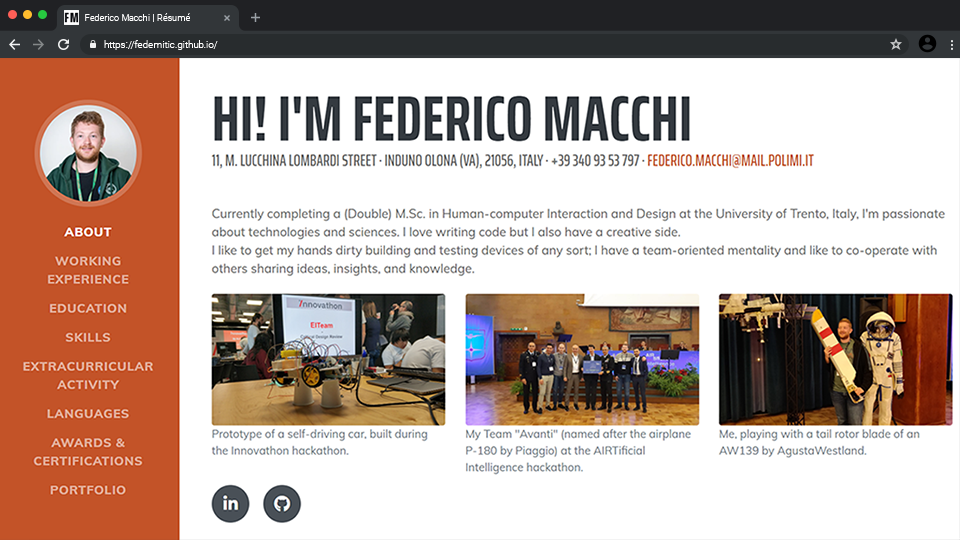 FM Federico Macchi | Résumé
https://federnitic.github.io/
HI! I'M FEDERICO MACCHI
11, M. LUCCHINA LOMBARDI STREET · INDUNO OLONA (VA), 21056, ITALY · +39 340 93 53 797 · FEDERICO.MACCHI@MAIL.POLIMI.IT
ABOUT
WORKING
EXPERIENCE
EDUCATION
SKILLS
EXTRACURRICULAR
ACTIVITY
LANGUAGES
AWARDS &
CERTIFICATIONS
PORTFOLIO
Currently completing a (Double) M.Sc. in Human-computer Interaction and Design at the University of Trento, Italy, I'm passionate
about technologies and sciences. I love writing code but I also have a creative side.
I like to get my hands dirty building and testing devices of any sort; I have a team-oriented mentality and like to co-operate with
others sharing ideas, insights, and knowledge.
7nnovathon
EITeam
Critical Design Review
Prototype of a self-driving car, built during
the Innovathon hackathon.
My Team "Avanti" (named after the airplane
P-180 by Piaggio) at the AIRTificial
Intelligence hackathon.
Me, playing with a tail rotor blade of an
AW139 by AgustaWestland.
in